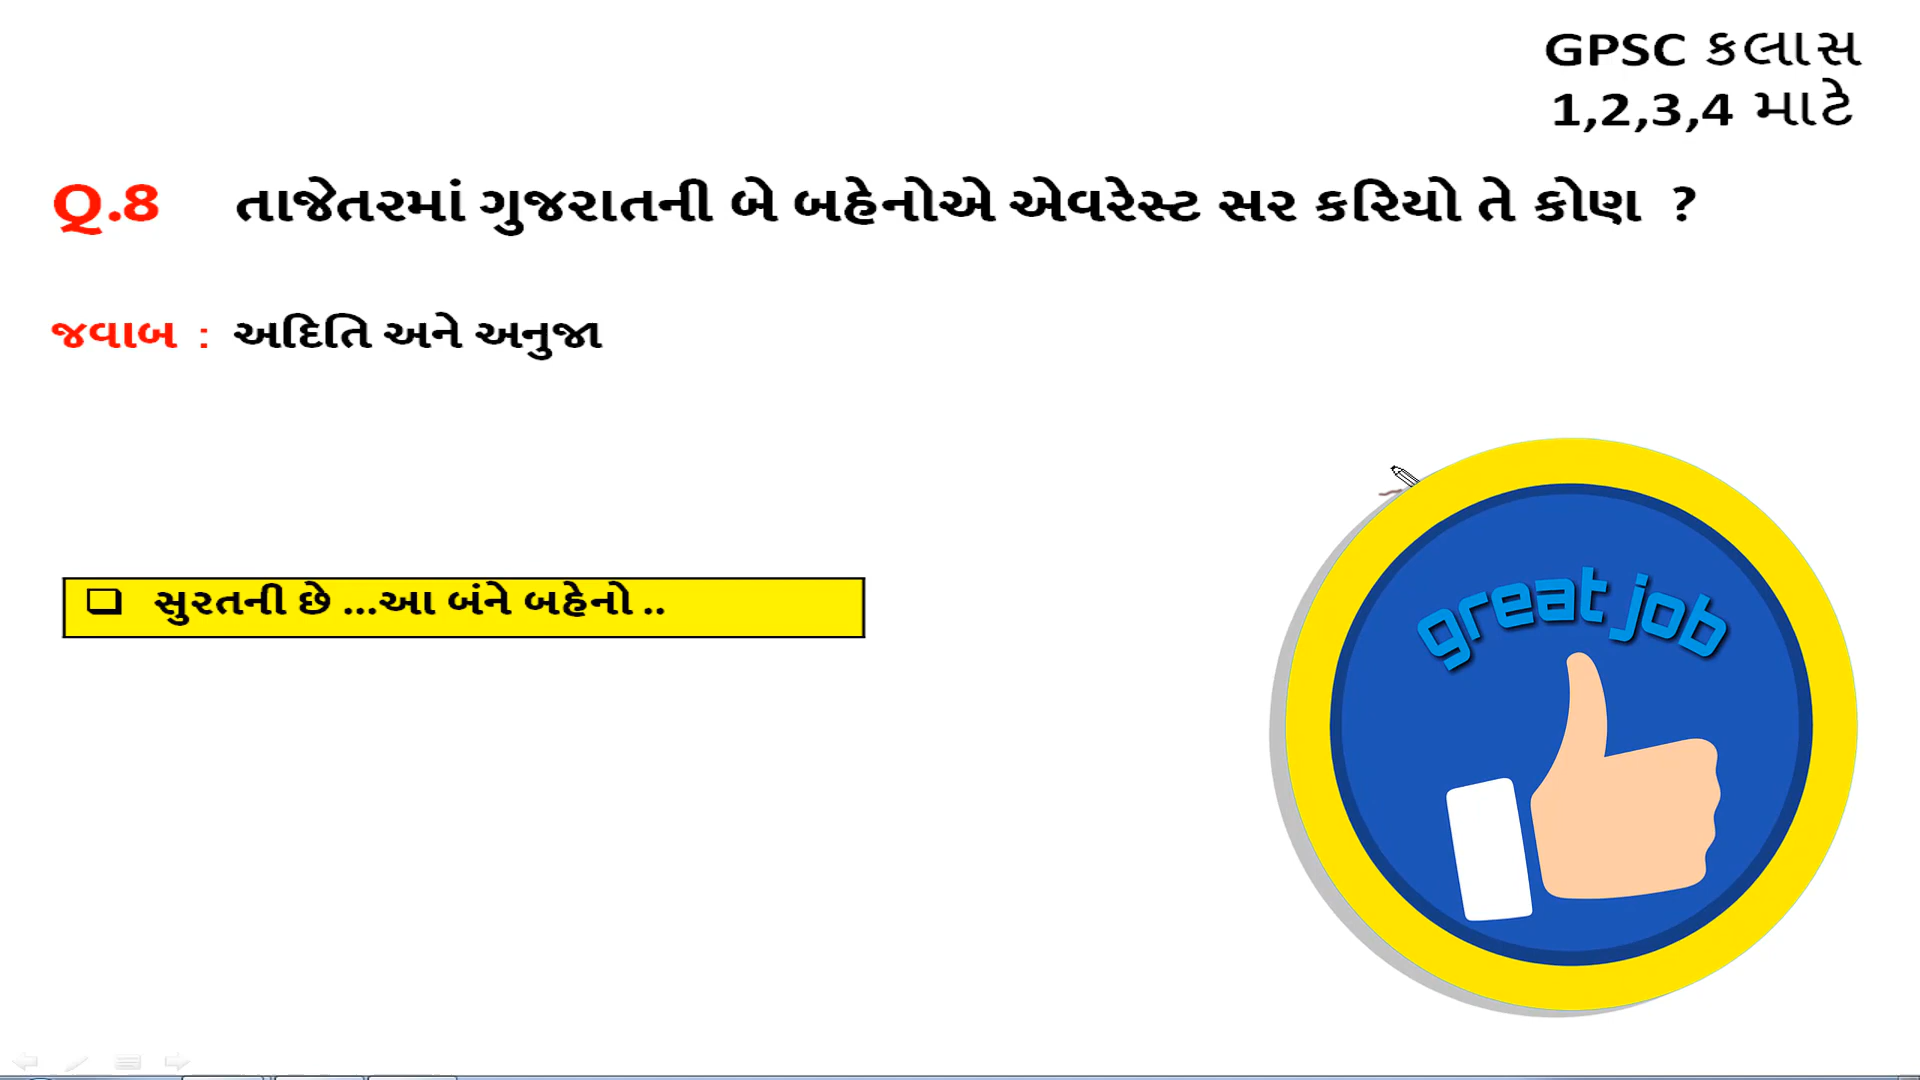 GPSC કલાસ
1,2,3,4 માટે
Q.8 તાજેતરમાં ગુજરાતની બે બહેનોએ એવરેસ્ટ સર કરિયો તે કોણ ?
જવાબ : અદિતિ અને અનુજા
સુરતની છે ...આ બંને બહેનો ..
great job